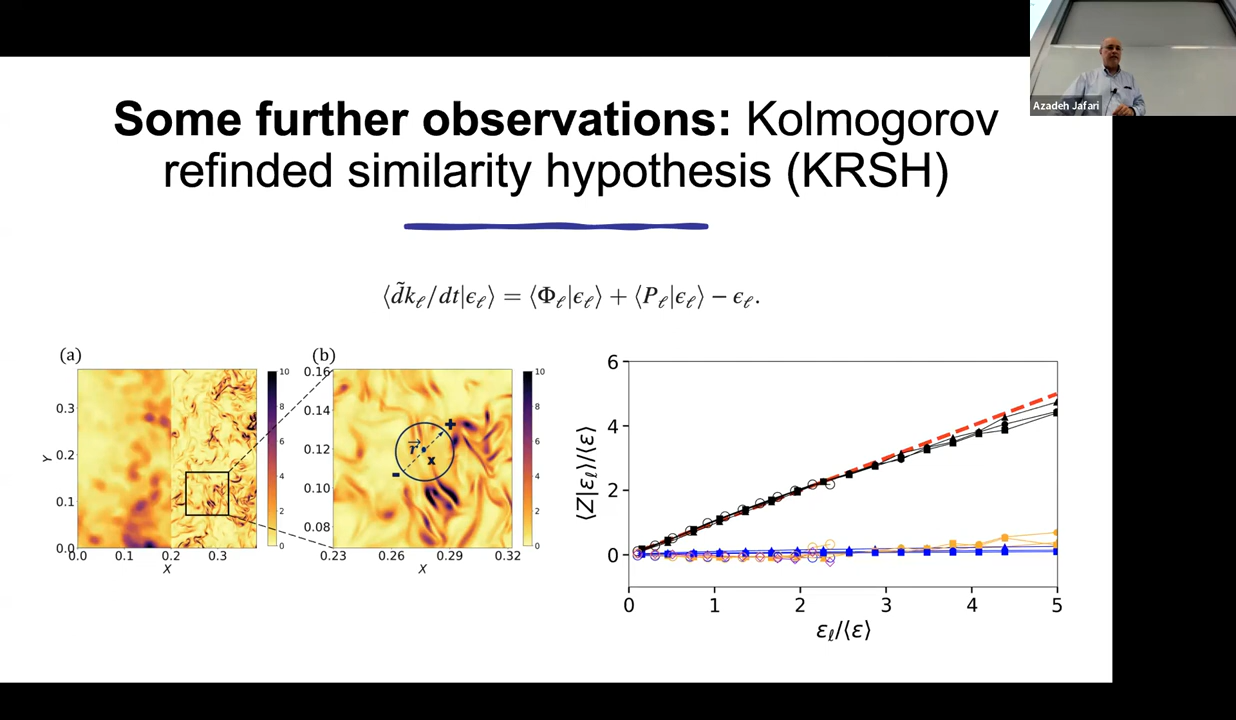 Azadeh Jafari
Some further observations: Kolmogorov
refinded similarity hypothesis (KRSH)
⟨d̃k_ℓ/dt|ϵ_ℓ⟩ = ⟨Φ_ℓ|ϵ_ℓ⟩ + ⟨P_ℓ|ϵ_ℓ⟩ − ϵ_ℓ.
(a)
0.3
0.2
0.1
0.0
Y
0.0 0.1 0.2 0.3
X
10
8
6
4
2
0
(b)
0.16
0.14
0.12
0.10
0.08
0.23 0.26 0.29 0.32
X
r⃗
+
x
-
10
8
6
4
2
0
6
4
2
0
⟨Z|ε_ℓ⟩/⟨ε⟩
0 1 2 3 4 5
ε_ℓ/⟨ε⟩